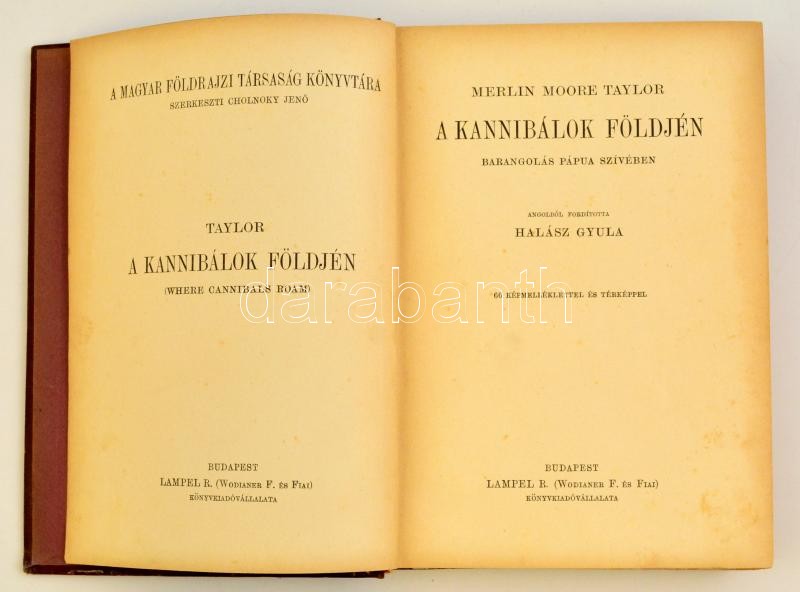 A MAGYAR FÖLDRAJZI TÁRSASÁG KÖNYVTÁRA
SZERKESZTI CHOLNOKY JENŐ
TAYLOR
A KANNIBÁLOK FÖLDJÉN
(WHERE CANNIBALS ROAM)
BUDAPEST
LAMPEL R. (WODIANER F. ÉS FIAI)
KÖNYVKIADÓVÁLLALATA
MERLIN MOORE TAYLOR
A KANNIBÁLOK FÖLDJÉN
BARANGOLÁS PÁPUA SZÍVÉBEN
ANGOLBÓL FORDÍTOTTA
HALÁSZ GYULA
66 KÉPMELLÉKLETTEL ÉS TÉRKÉPPEL
BUDAPEST
LAMPEL R. (WODIANER F. ÉS FIAI)
KÖNYVKIADÓVÁLLALATA
darabanth